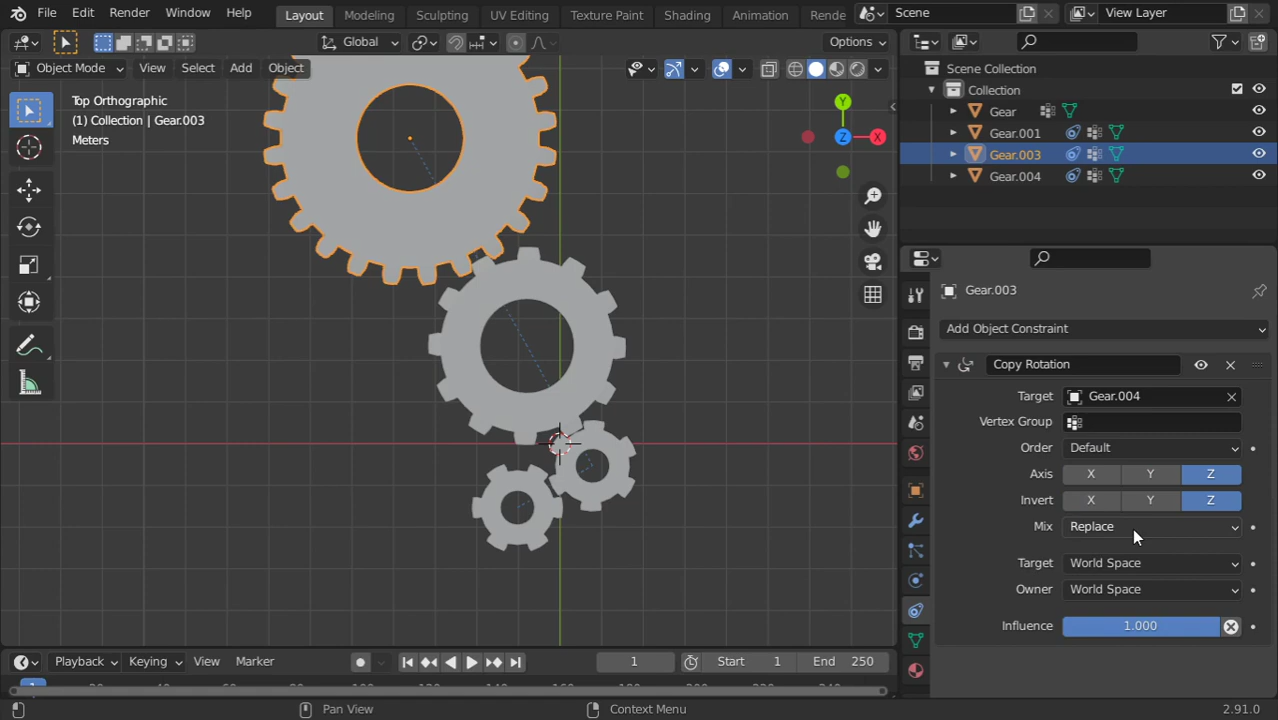 File Edit Render Window Help Layout Modeling Sculpting UV Editing Texture Paint Shading Animation Rende Scene View Layer
Global Options
Object Mode View Select Add Object
Top Orthographic
(1) Collection | Gear.003
Meters
Y
Z
X
Scene Collection
Collection
Gear
Gear.001
Gear.003
Gear.004
Gear.003
Add Object Constraint
Copy Rotation
Target Gear.004
Vertex Group
Order Default
Axis X Y Z
Invert X Y Z
Mix Replace
Target World Space
Owner World Space
Influence 1.000
Playback Keying View Marker 1 Start 1 End 250
Pan View Context Menu 2.91.0